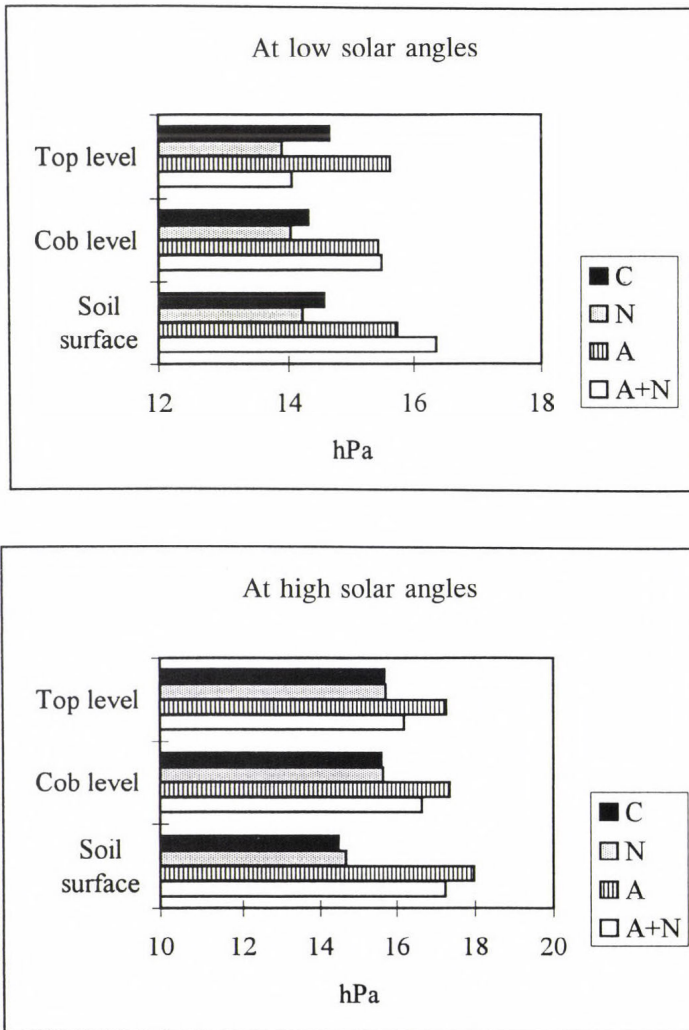 At low solar angles
Top level
Cob level
Soil
surface
12 14 16 18
hPa
C
N
A
A+N
At high solar angles
Top level
Cob level
Soil
surface
10 12 14 16 18 20
hPa
C
N
A
A+N